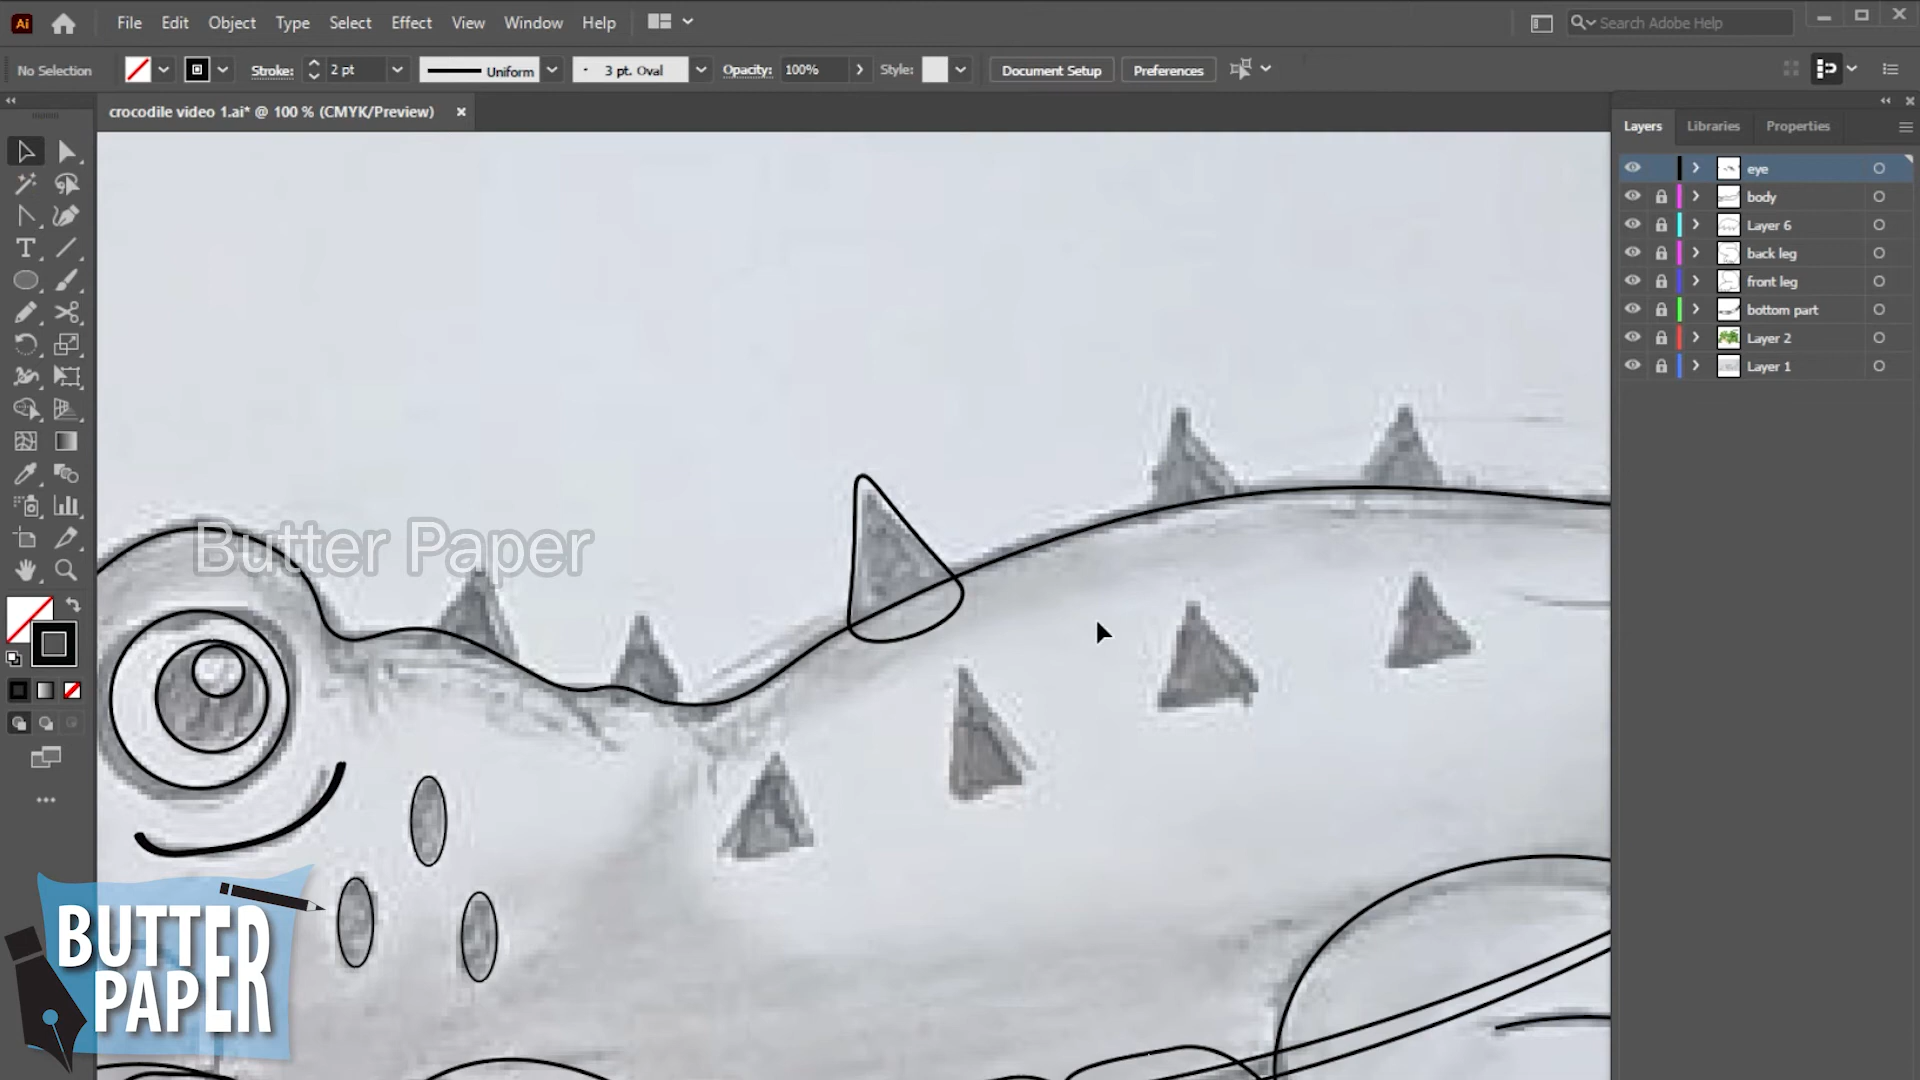 Ai File Edit Object Type Select Effect View Window Help Search Adobe Help
No Selection Stroke: 2 pt Uniform 3 pt. Oval Opacity: 100% Style: Document Setup Preferences
crocodile video 1.ai* @ 100 % (CMYK/Preview)
Layers Libraries Properties
eye
body
Layer 6
back leg
front leg
bottom part
Layer 2
Layer 1
Butter Paper
BUTTER
PAPER